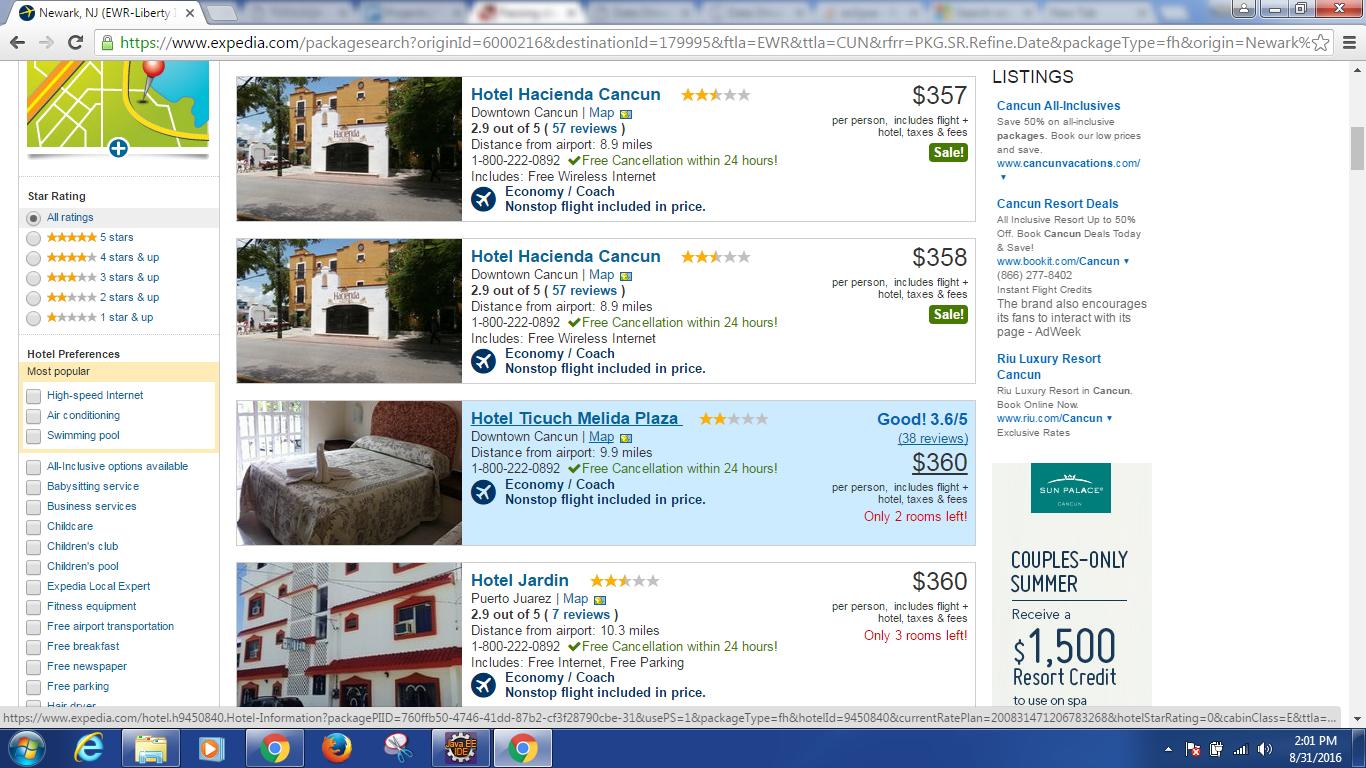 Newark, NJ (EWR-Liberty
https://www.expedia.com/packagesearch?originId=6000216&destinationId=179995&ftla=EWR&ttla=CUN&rfrr=PKG.SR.Refine.Date&packageType=fh&origin=Newark%
Star Rating
All ratings
5 stars
4 stars & up
3 stars & up
2 stars & up
1 star & up
Hotel Preferences
Most popular
High-speed Internet
Air conditioning
Swimming pool
All-Inclusive options available
Babysitting service
Business services
Childcare
Children's club
Children's pool
Expedia Local Expert
Fitness equipment
Free airport transportation
Free breakfast
Free newspaper
Free parking
Hair dryer
Hacienda
Hotel Hacienda Cancun
Downtown Cancun | Map
2.9 out of 5 ( 57 reviews )
Distance from airport: 8.9 miles
1-800-222-0892 Free Cancellation within 24 hours!
Includes: Free Wireless Internet
Economy / Coach
Nonstop flight included in price.
$357
per person, includes flight +
hotel, taxes & fees
Sale!
Hacienda
Hotel Hacienda Cancun
Downtown Cancun | Map
2.9 out of 5 ( 57 reviews )
Distance from airport: 8.9 miles
1-800-222-0892 Free Cancellation within 24 hours!
Includes: Free Wireless Internet
Economy / Coach
Nonstop flight included in price.
$358
per person, includes flight +
hotel, taxes & fees
Sale!
Hotel Ticuch Melida Plaza
Downtown Cancun | Map
Distance from airport: 9.9 miles
1-800-222-0892 Free Cancellation within 24 hours!
Economy / Coach
Nonstop flight included in price.
Good! 3.6/5
(38 reviews)
$360
per person, includes flight +
hotel, taxes & fees
Only 2 rooms left!
HOTEL
Hotel Jardin
Puerto Juarez | Map
2.9 out of 5 ( 7 reviews )
Distance from airport: 10.3 miles
1-800-222-0892 Free Cancellation within 24 hours!
Includes: Free Internet, Free Parking
Economy / Coach
Nonstop flight included in price.
$360
per person, includes flight +
hotel, taxes & fees
Only 3 rooms left!
LISTINGS
Cancun All-Inclusives
Save 50% on all-inclusive
packages. Book our low prices
and save.
www.cancunvacations.com/
Cancun Resort Deals
All Inclusive Resort Up to 50%
Off. Book Cancun Deals Today
& Save!
www.bookit.com/Cancun
(866) 277-8402
Instant Flight Credits
The brand also encourages
its fans to interact with its
page - AdWeek
Riu Luxury Resort
Cancun
Riu Luxury Resort in Cancun.
Book Online Now.
www.riu.com/Cancun
Exclusive Rates
SUN PALACE
CANCUN
COUPLES-ONLY
SUMMER
Receive a
$1,500
Resort Credit
to use on spa
https://www.expedia.com/hotel.h9450840.Hotel-Information?packagePIID=760ffb50-4746-41dd-87b2-cf3f28790cbe-31&usePS=1&packageType=fh&hotelId=9450840&currentRatePlan=200831471206783268&hotelStarRating=0&cabinClass=E&ttla=...
Java EE
IDE
2:01 PM
8/31/2016